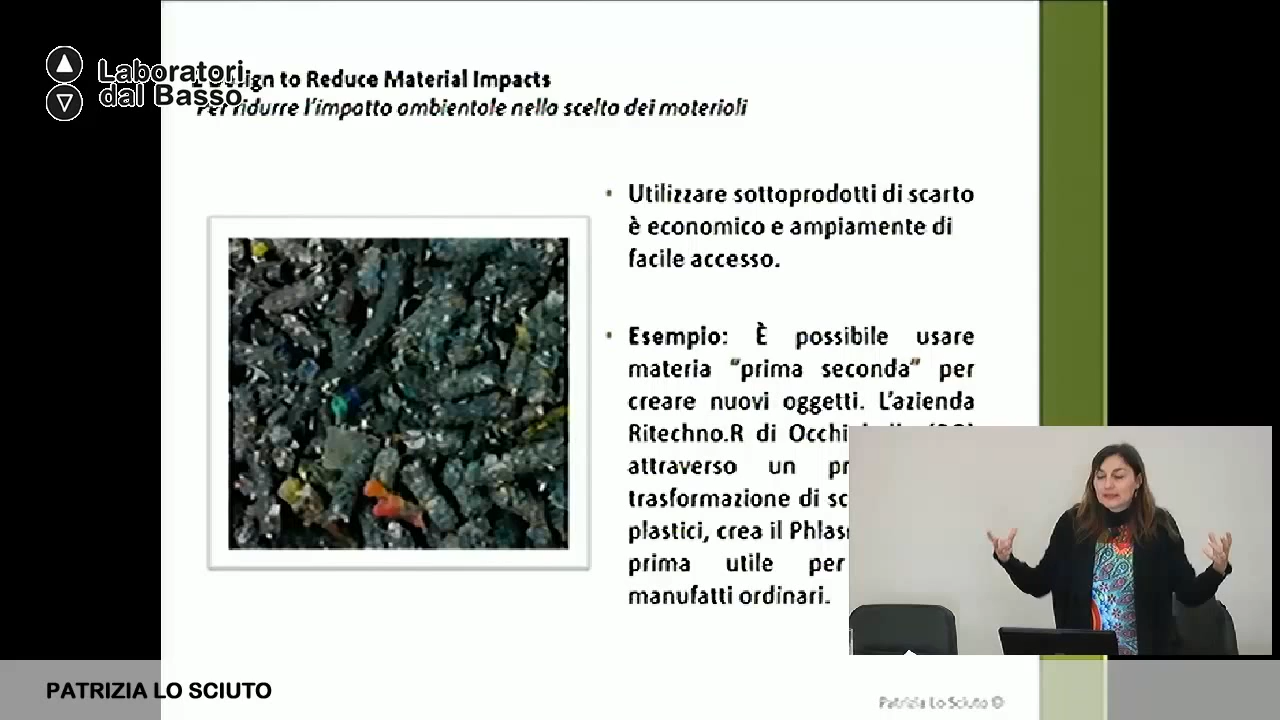 Laboratori
dal Basso
Design to Reduce Material Impacts
Per ridurre l'impatto ambientale nella scelta dei materiali
• Utilizzare sottoprodotti di scarto
è economico e ampiamente di
facile accesso.
• Esempio: È possibile usare
materia "prima seconda" per
creare nuovi oggetti. L'azienda
Ritechno.R di
attraverso un
trasformazione di
plastici, crea il
prima utile per
manufatti ordinari.
PATRIZIA LO SCIUTO
Patrizia Lo Sciuto ©